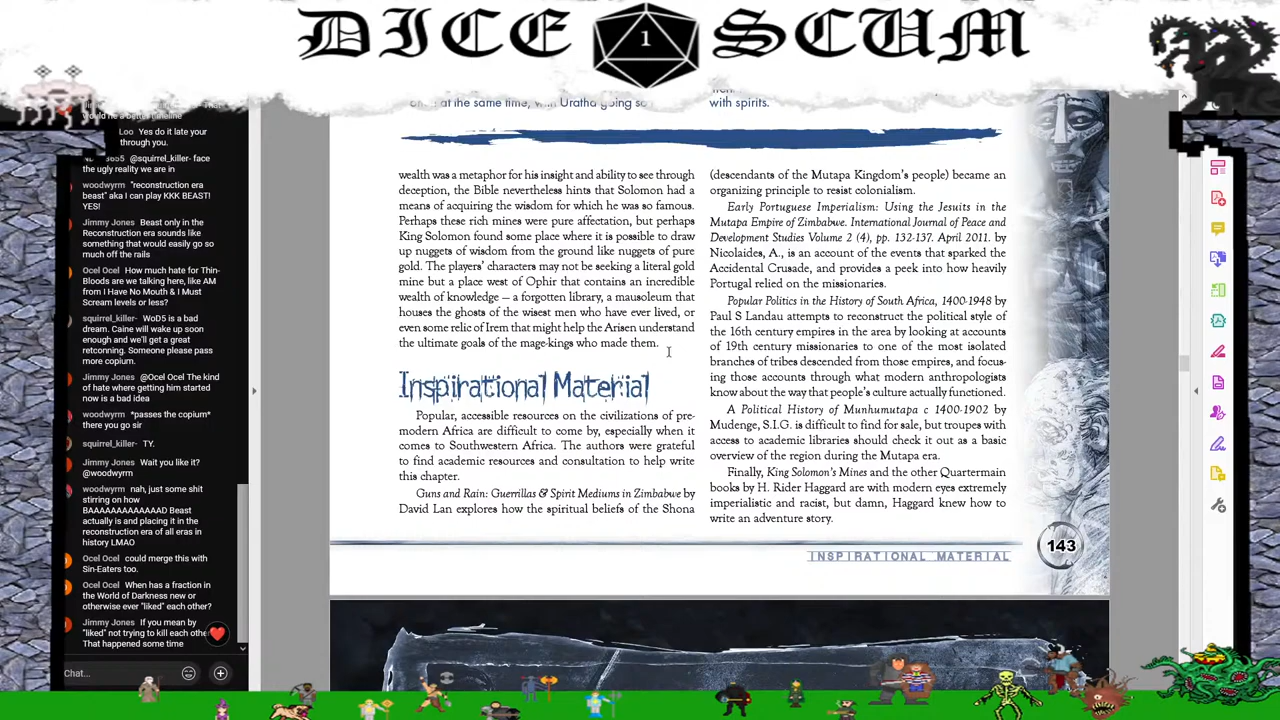 DICE
1
SCUM
at the same time, with Uratha going so
with spirits.
would he a better timeline
Loo Yes do it late your
through you.
@squirrel_killer- face
the ugly reality we are
in
woodwyrm "reconstruction era
beast" aka I can play KKK BEAST!
YES!
Jimmy Jones Beast only in the
Reconstruction era sounds like
something that would easily go so
much off the rails
Ocel Ocel How much hate for Thin-
Bloods are we talking here, like AM
from I Have No Mouth & I Must
Scream levels or less?
squirrel_killer- WoD5 is a bad
dream. Caine will wake up soon
enough and we'll get a great
retconning. Someone please pass
more copium.
Jimmy Jones @Ocel Ocel The kind
of hate where getting him started
now is a bad idea
woodwyrm *passes the copium*
there you go sir
squirrel_killer- TY.
Jimmy Jones Wait you like it?
@woodwyrm
woodwyrm nah, just some shit
stirring on how
BAAAAAAAAAAAAD Beast
actually is and placing it in the
reconstruction era of all eras in
history LMAO
Ocel Ocel could merge this with
Sin-Eaters too.
Ocel Ocel When has a fraction in
the World of Darkness new or
otherwise ever "liked" each other?
Jimmy Jones If you mean by
"liked" not trying to kill each othe
That happened some time
Chat...
wealth was a metaphor for his insight and ability to see through
deception, the Bible nevertheless hints that Solomon had a
means of acquiring the wisdom for which he was so famous.
Perhaps these rich mines were pure affectation, but perhaps
King Solomon found some place where it is possible to draw
up nuggets of wisdom from the ground like nuggets of pure
gold. The players' characters may not be seeking a literal gold
mine but a place west of Ophir that contains an incredible
wealth of knowledge — a forgotten library, a mausoleum that
houses the ghosts of the wisest men who have ever lived, or
even some relic of Irem that might help the Arisen understand
the ultimate goals of the mage-kings who made them.
Inspirational Material
Popular, accessible resources on the civilizations of pre-
modern Africa are difficult to come by, especially when it
comes to Southwestern Africa. The authors were grateful
to find academic resources and consultation to help write
this chapter.
Guns and Rain: Guerrillas & Spirit Mediums in Zimbabwe by
David Lan explores how the spiritual beliefs of the Shona
(descendants of the Mutapa Kingdom's people) became an
organizing principle to resist colonialism.
Early Portuguese Imperialism: Using the Jesuits in the
Mutapa Empire of Zimbabwe. International Journal of Peace and
Development Studies Volume 2 (4), pp. 132-137. April 2011. by
Nicolaides, A., is an account of the events that sparked the
Accidental Crusade, and provides a peek into how heavily
Portugal relied on the missionaries.
Popular Politics in the History of South Africa, 1400-1948 by
Paul S Landau attempts to reconstruct the political style of
the 16th century empires in the area by looking at accounts
of 19th century missionaries to one of the most isolated
branches of tribes descended from those empires, and focus-
ing those accounts through what modern anthropologists
know about the way that people's culture actually functioned.
A Political History of Munhumutapa c 1400-1902 by
Mudenge, S.I.G. is difficult to find for sale, but troupes with
access to academic libraries should check it out as a basic
overview of the region during the Mutapa era.
Finally, King Solomon's Mines and the other Quartermain
books by H. Rider Haggard are with modern eyes extremely
imperialistic and racist, but damn, Haggard knew how to
write an adventure story.
INSPIRATIONAL MATERIAL
143